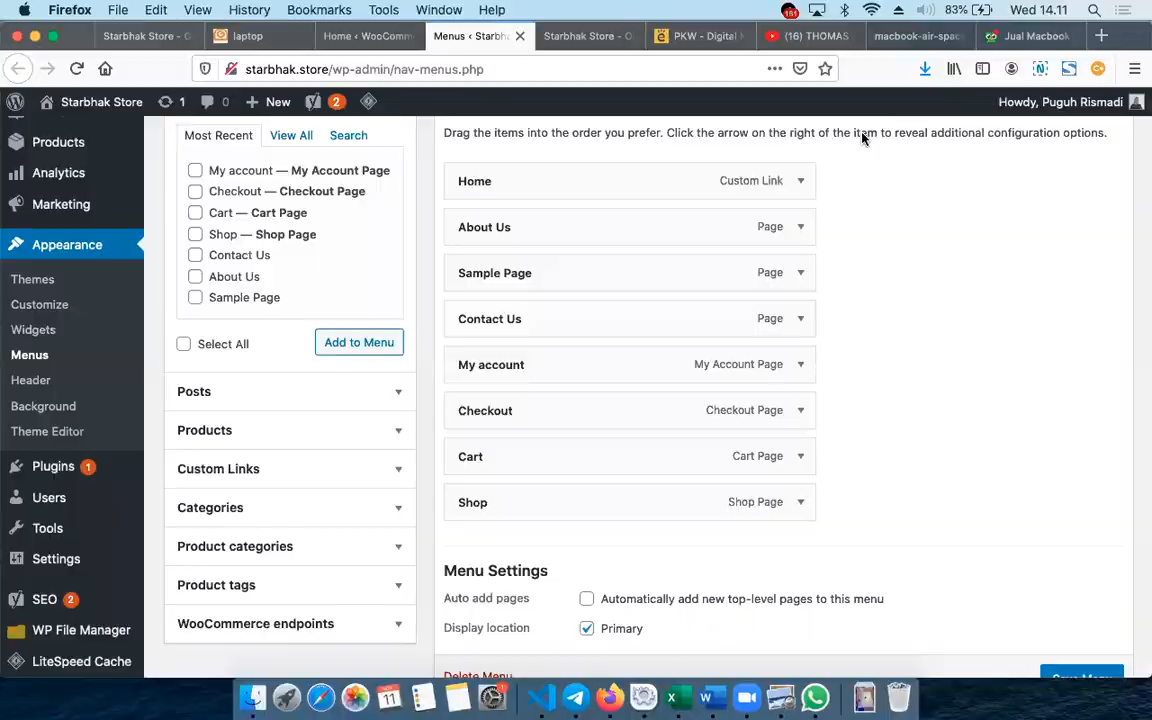 Firefox File Edit View History Bookmarks Tools Window Help 151 83% Wed 14.11
Starbhak Store - O
laptop
Home ‹ WooComm
Menus ‹ Starbh
Starbhak Store - O
PKW - Digital
(16) THOMAS
macbook-air-spac
Jual Macbook
starbhak.store/wp-admin/nav-menus.php
Starbhak Store 1 0 New 2 Howdy, Puguh Rismadi
Products
Analytics
Marketing
Appearance
Themes
Customize
Widgets
Menus
Header
Background
Theme Editor
Plugins 1
Users
Tools
Settings
SEO 2
WP File Manager
LiteSpeed Cache
Most Recent View All Search
My account — My Account Page
Checkout — Checkout Page
Cart — Cart Page
Shop — Shop Page
Contact Us
About Us
Sample Page
Select All Add to Menu
Posts
Products
Custom Links
Categories
Product categories
Product tags
WooCommerce endpoints
Drag the items into the order you prefer. Click the arrow on the right of the item to reveal additional configuration options.
Home Custom Link
About Us Page
Sample Page Page
Contact Us Page
My account My Account Page
Checkout Checkout Page
Cart Cart Page
Shop Shop Page
Menu Settings
Auto add pages Automatically add new top-level pages to this menu
Display location Primary
Delete Menu Save Menu